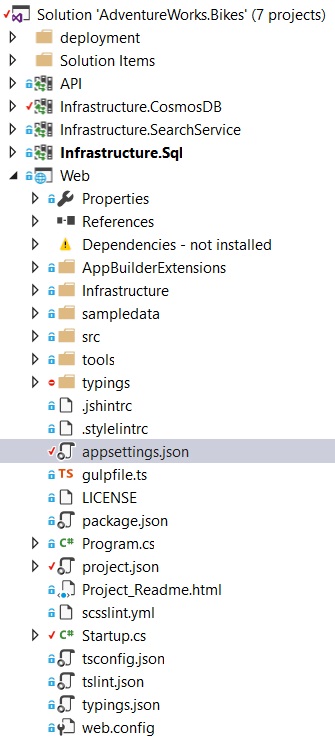 Solution 'AdventureWorks.Bikes' (7 projects)
deployment
Solution Items
API
Infrastructure.CosmosDB
Infrastructure.SearchService
Infrastructure.Sql
Web
Properties
References
Dependencies - not installed
AppBuilderExtensions
Infrastructure
sampledata
src
tools
typings
.jshintrc
.stylelintrc
appsettings.json
TS gulpfile.ts
LICENSE
package.json
C# Program.cs
project.json
Project_Readme.html
scsslint.yml
C# Startup.cs
tsconfig.json
tslint.json
typings.json
web.config